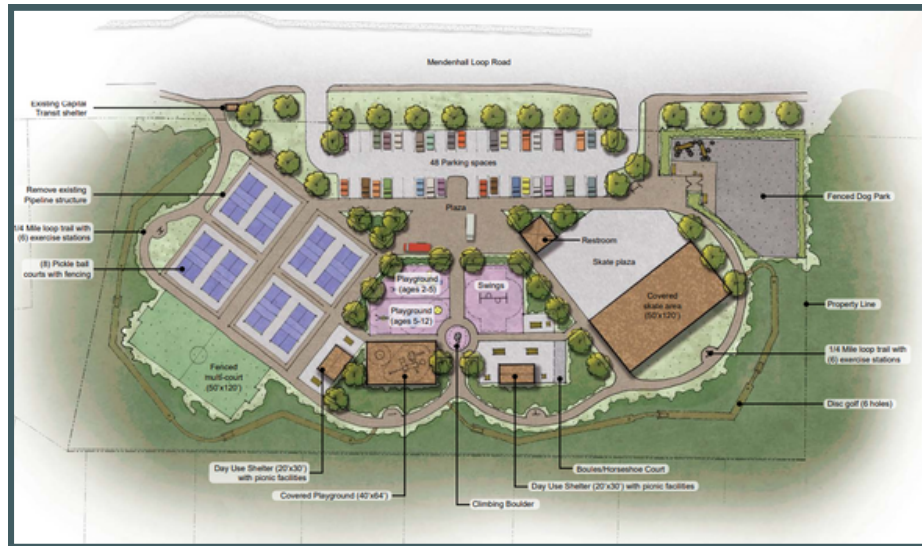 Mendenhall Loop Road
Existing Capital
Transit shelter
48 Parking spaces
Remove existing
Pipeline structure
Fenced Dog Park
Plaza
1/4 Mile loop trail with
(6) exercise stations
Restroom
Skate plaza
(8) Pickle ball
courts with fencing
Playground
(ages 2-5)
Swings
Playground
(ages 5-12)
Covered
skate area
(50'x120')
Property Line
1/4 Mile loop trail with
(6) exercise stations
Fenced
multi-court
(50'x120')
Disc golf (6 holes)
Day Use Shelter (20'x30')
with picnic facilities
Boules/Horseshoe Court
Covered Playground (40'x64')
Day Use Shelter (20'x30') with picnic facilities
Climbing Boulder